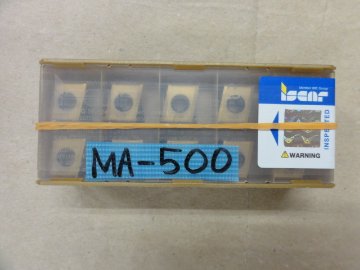 iscar
WARNING
INSPECTED
MA-500